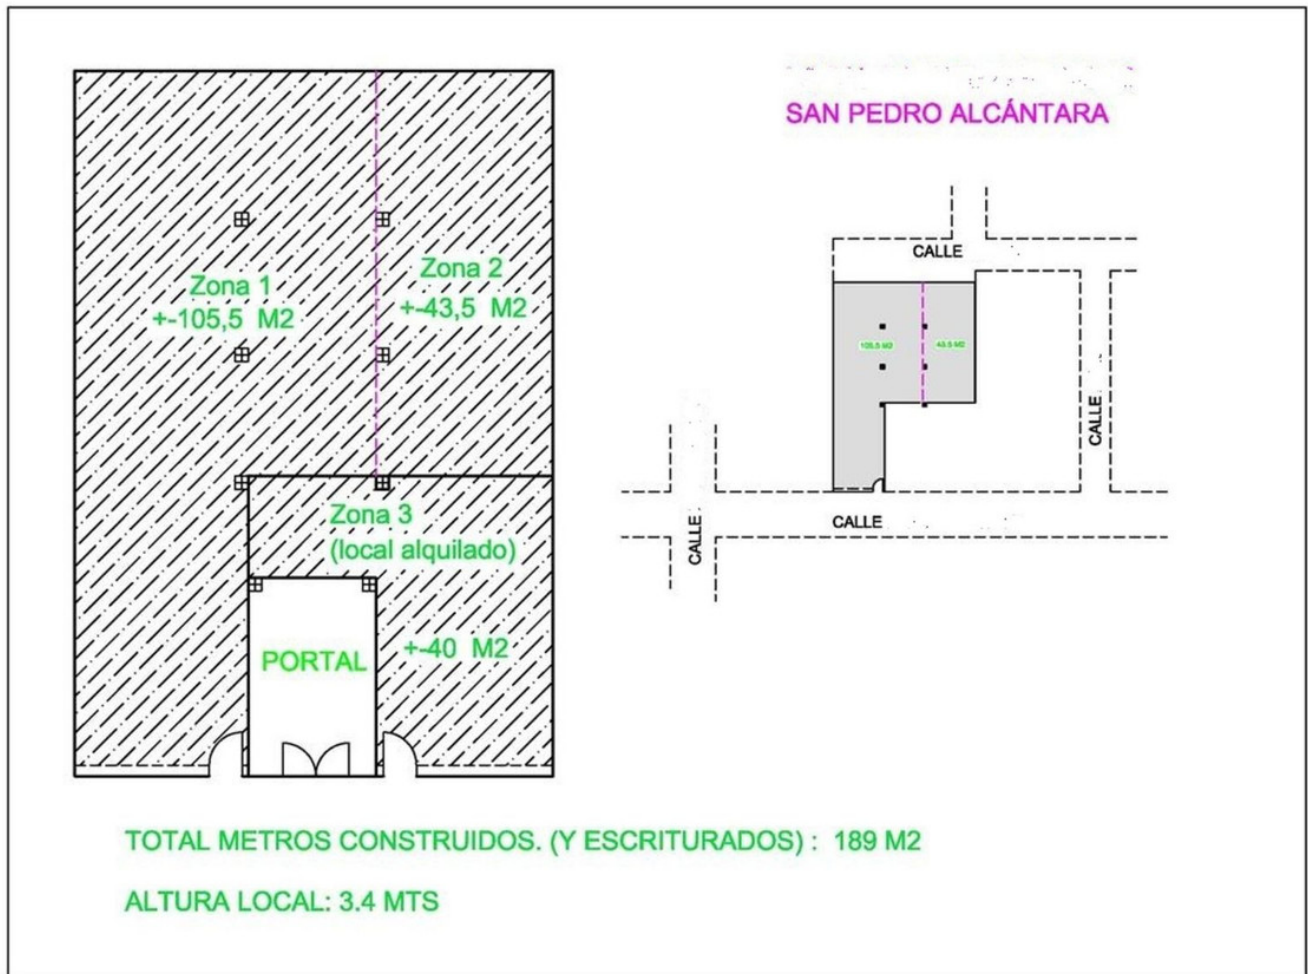 SAN PEDRO ALCÁNTARA
Zona 1
+-105,5 M2
Zona 2
+-43,5 M2
Zona 3
(local alquilado)
PORTAL
+-40 M2
CALLE
105.5 M2
43.5 M2
CALLE
CALLE
CALLE
TOTAL METROS CONSTRUIDOS. (Y ESCRITURADOS) : 189 M2
ALTURA LOCAL: 3.4 MTS